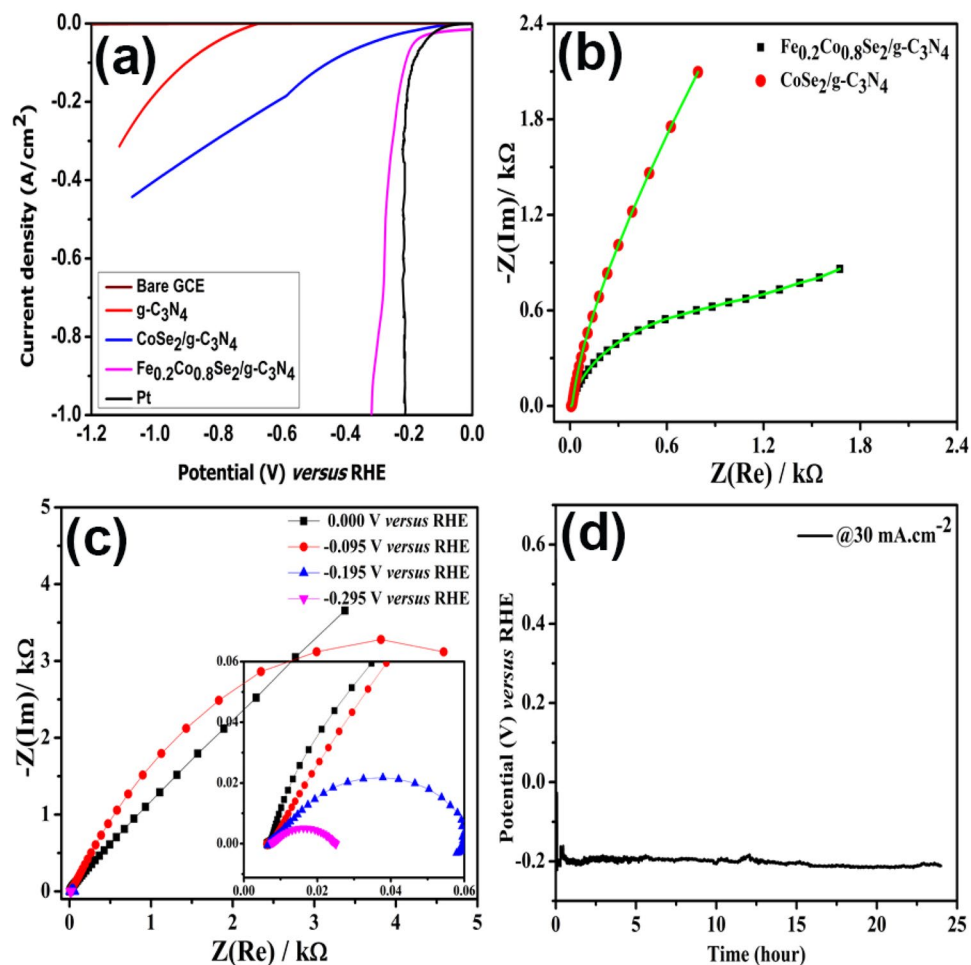 (a)
0.0
-0.2
-0.4
-0.6
-0.8
-1.0
Current density (A/cm²)
Bare GCE
g-C₃N₄
CoSe₂/g-C₃N₄
Fe₀.₂Co₀.₈Se₂/g-C₃N₄
Pt
-1.2 -1.0 -0.8 -0.6 -0.4 -0.2 0.0
Potential (V) versus RHE
(b)
Fe₀.₂Co₀.₈Se₂/g-C₃N₄
CoSe₂/g-C₃N₄
2.4
1.8
1.2
0.6
0.0
-Z(Im)/ kΩ
0.0 0.6 1.2 1.8 2.4
Z(Re) / kΩ
(c)
0.000 V versus RHE
-0.095 V versus RHE
-0.195 V versus RHE
-0.295 V versus RHE
5
4
3
2
1
0
-Z(Im)/ kΩ
0.06
0.04
0.02
0.00
0.00 0.02 0.04 0.06
0 1 2 3 4 5
Z(Re) / kΩ
(d)
@30 mA.cm⁻²
0.6
0.4
0.2
0.0
-0.2
Potential (V) versus RHE
0 5 10 15 20 25
Time (hour)